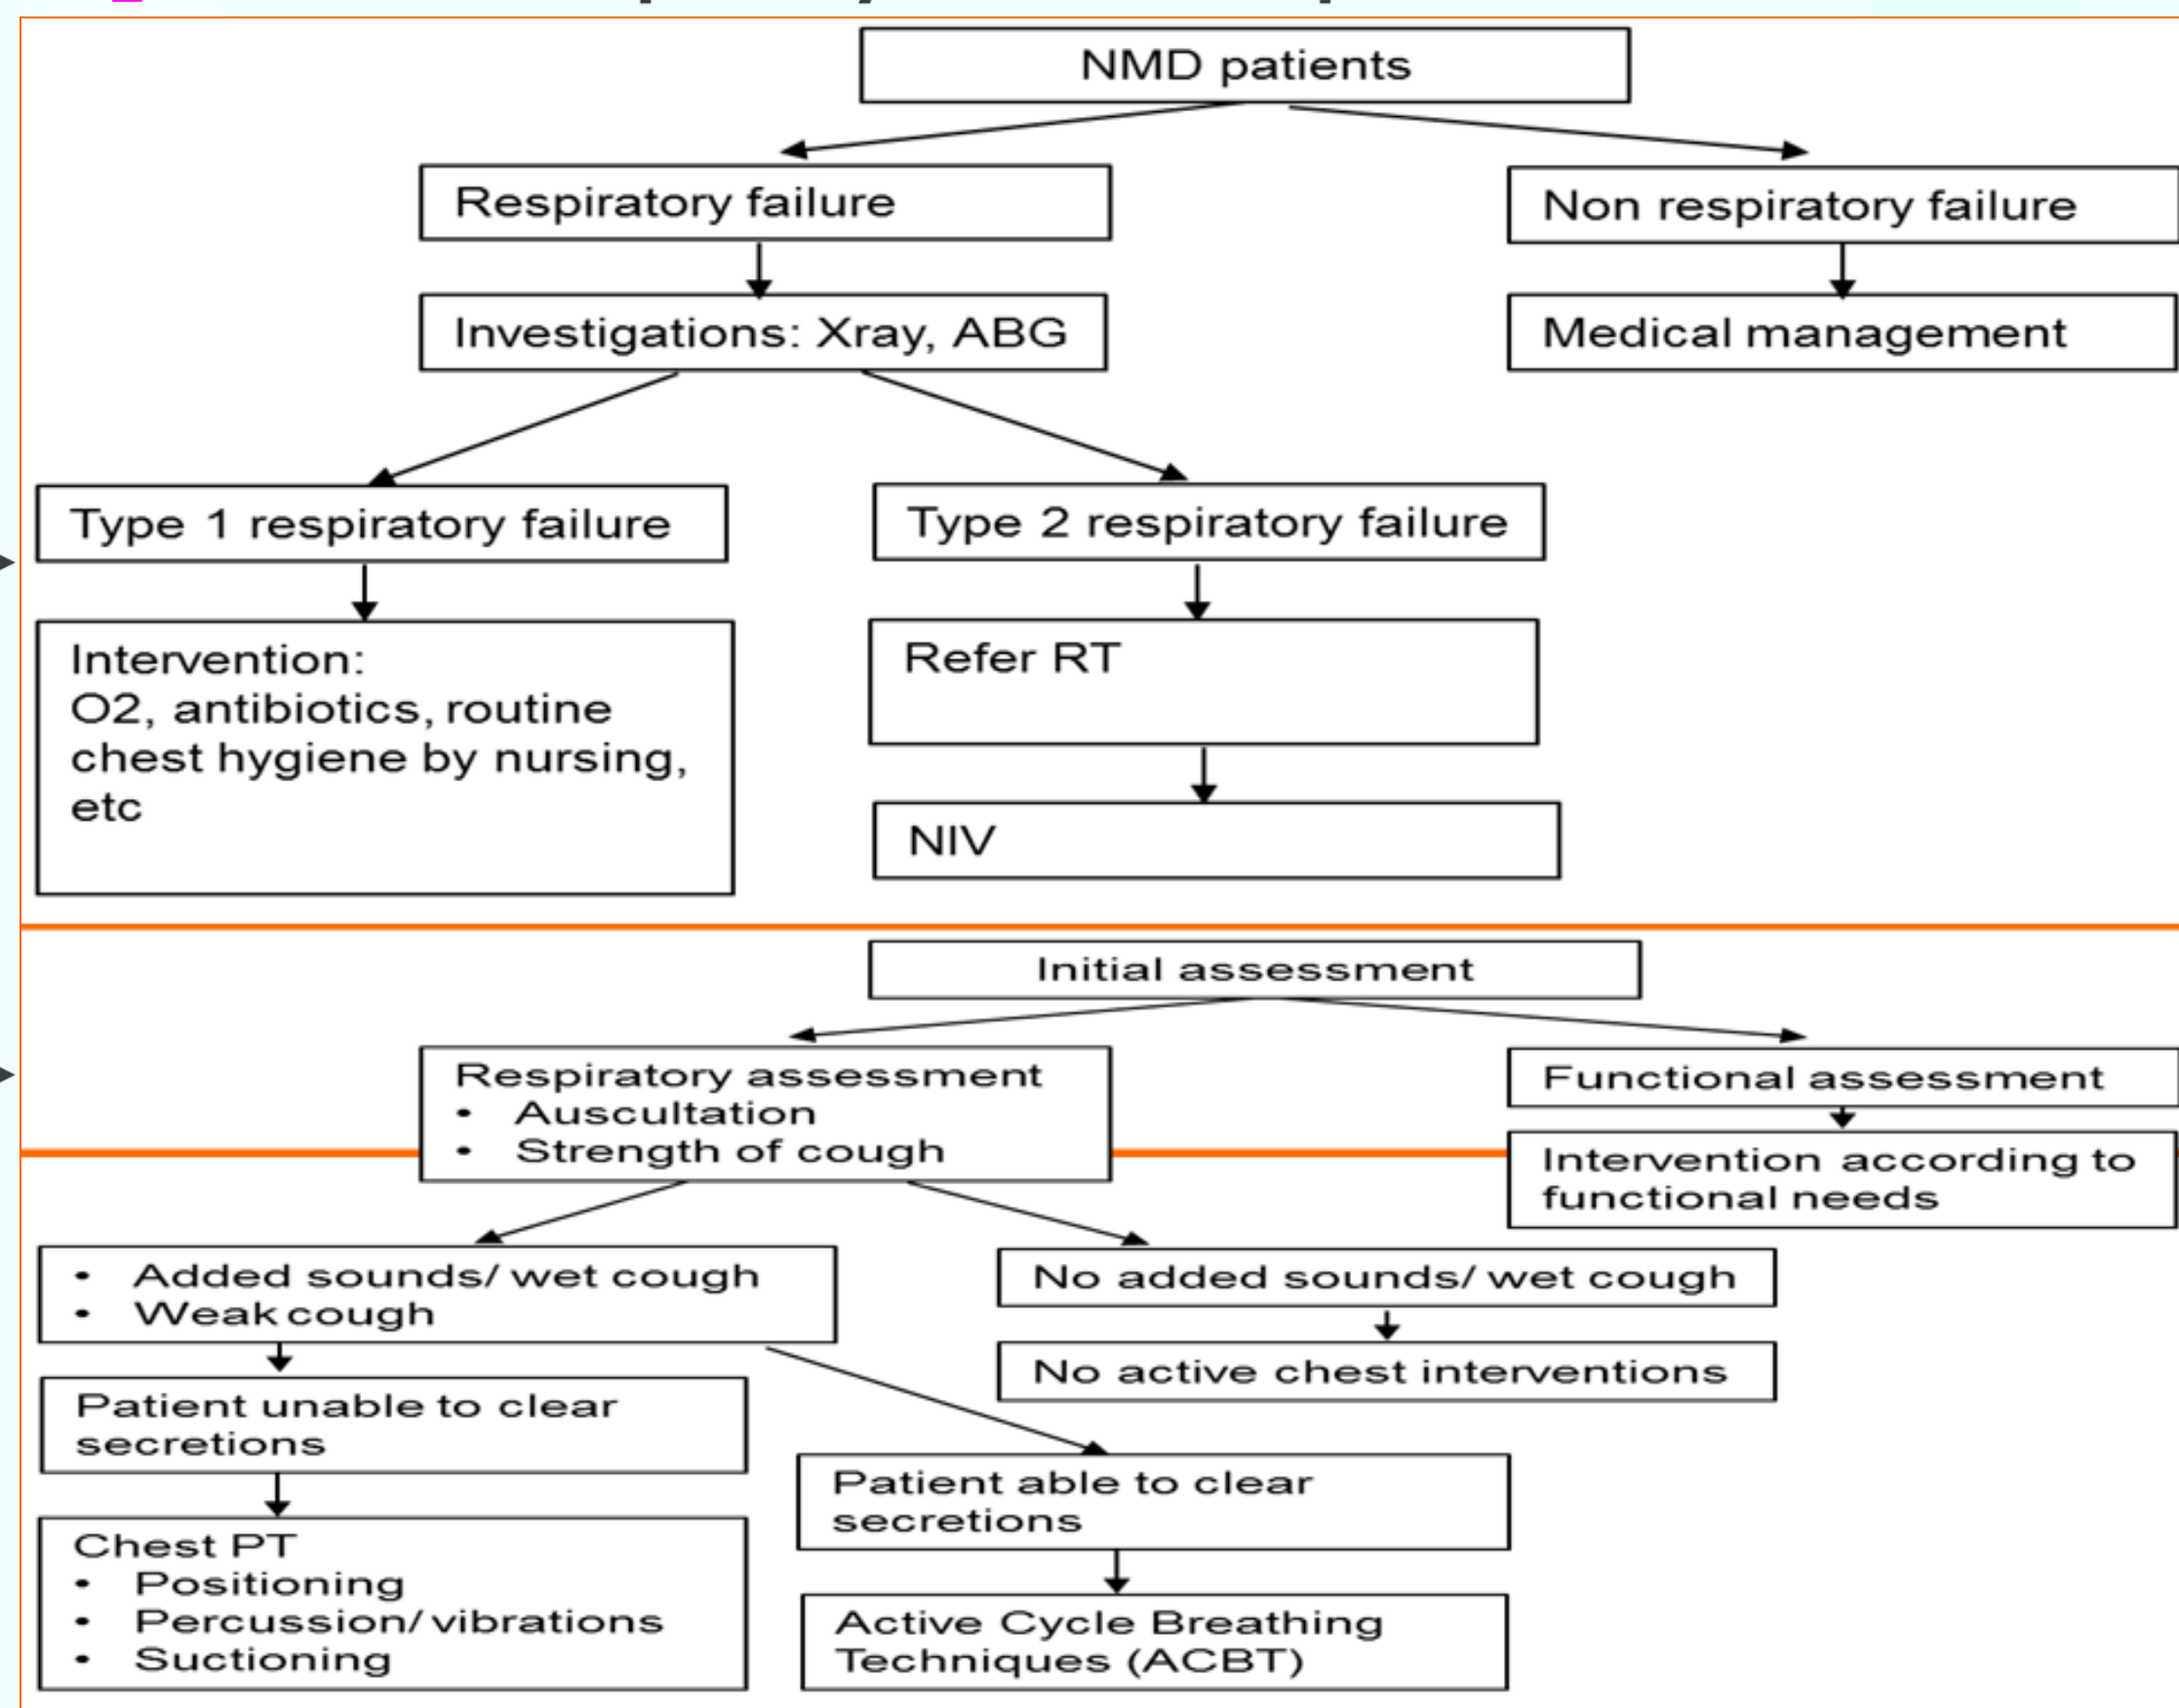 NMD patients
Respiratory failure
Non respiratory failure
Investigations: Xray, ABG
Medical management
Type 1 respiratory failure
Type 2 respiratory failure
Intervention:
O2, antibiotics, routine
chest hygiene by nursing,
etc
Refer RT
NIV
Initial assessment
Respiratory assessment
• Auscultation
• Strength of cough
Functional assessment
Intervention according to
functional needs
• Added sounds/ wet cough
• Weak cough
No added sounds/ wet cough
No active chest interventions
Patient unable to clear
secretions
Patient able to clear
secretions
Chest PT
• Positioning
• Percussion/ vibrations
• Suctioning
Active Cycle Breathing
Techniques (ACBT)